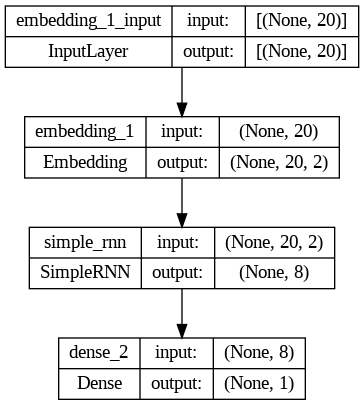 embedding_1_input input: [(None, 20)]
InputLayer output: [(None, 20)]
embedding_1 input: (None, 20)
Embedding output: (None, 20, 2)
simple_rnn input: (None, 20, 2)
SimpleRNN output: (None, 8)
dense_2 input: (None, 8)
Dense output: (None, 1)